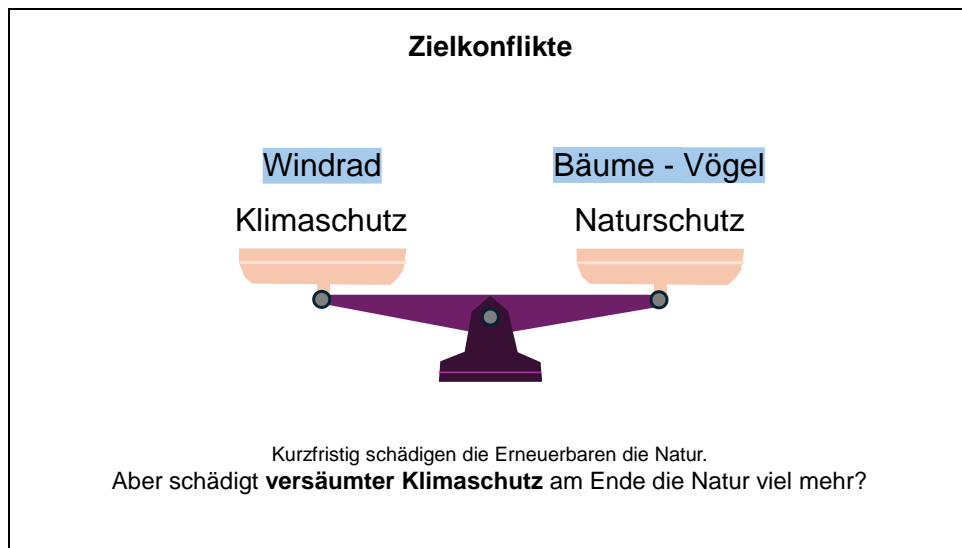 Zielkonflikte
Windrad
Bäume - Vögel
Klimaschutz
Naturschutz
Kurzfristig schädigen die Erneuerbaren die Natur.
Aber schädigt versäumter Klimaschutz am Ende die Natur viel mehr?